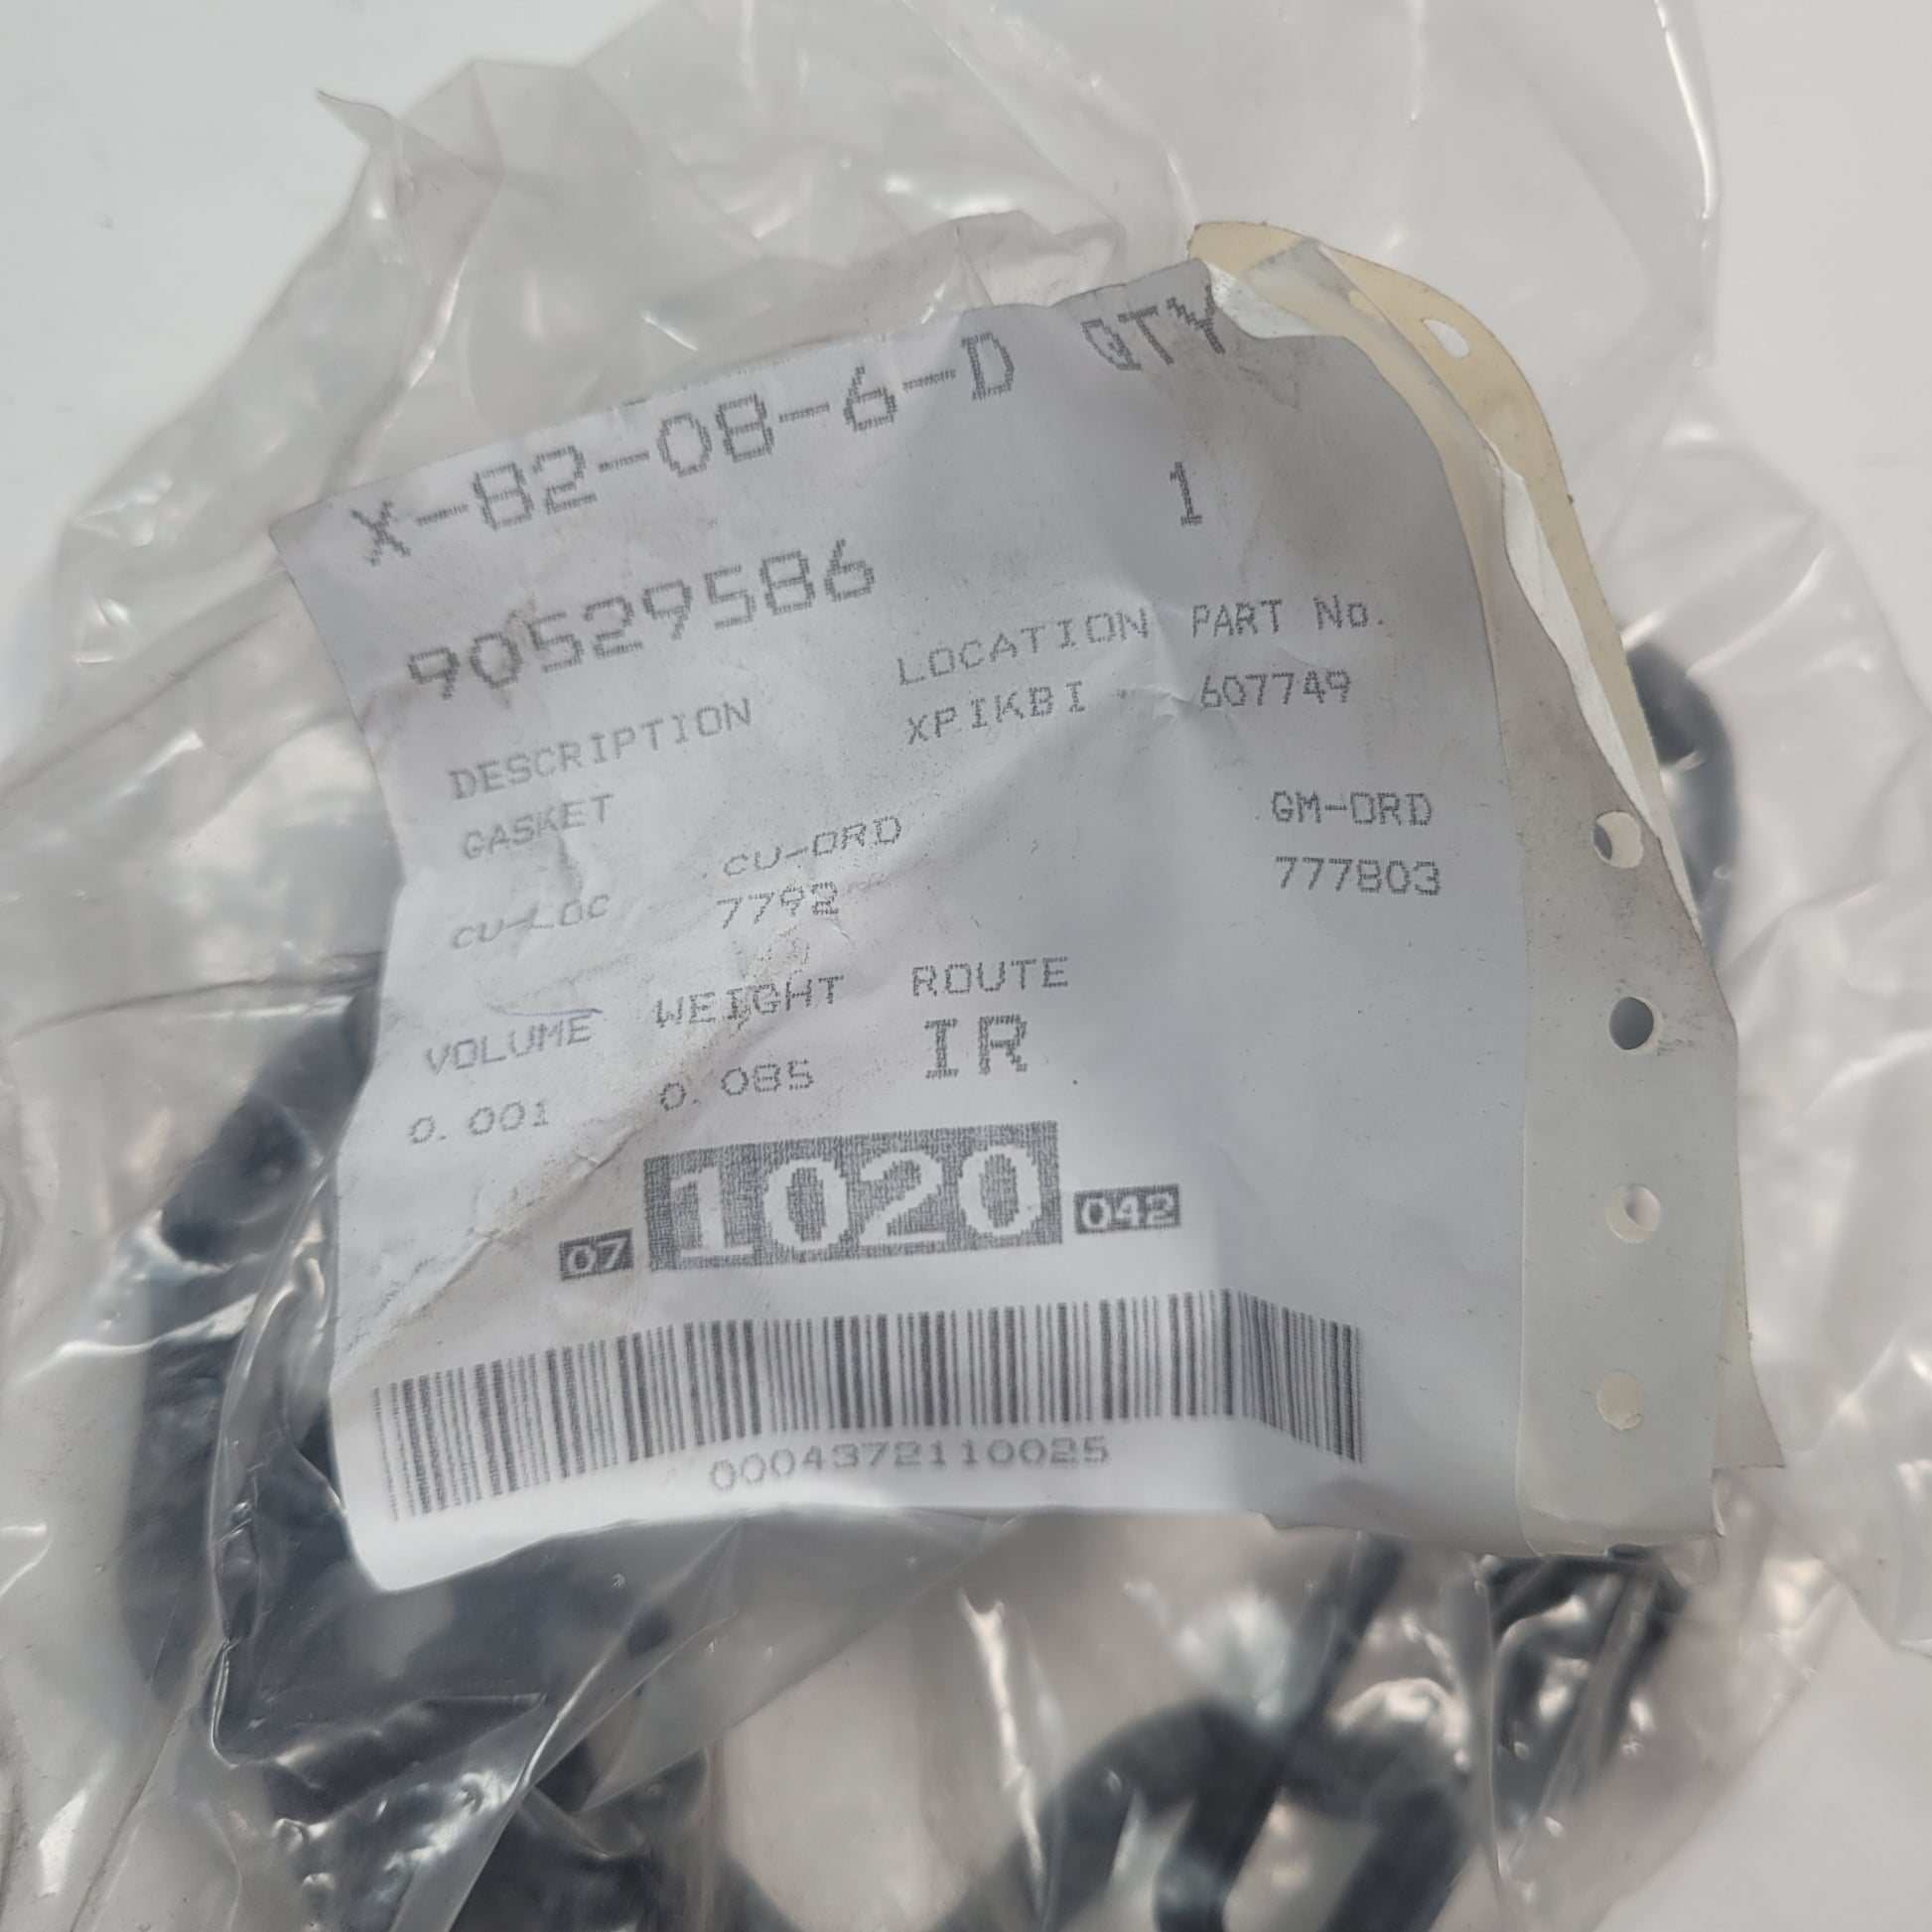 X-82-08-6-D QTY
90529586 1
DESCRIPTION LOCATION PART No.
GASKET XPIKBI 607749
CU-LOC CU-ORD GM-ORD
7792 777803
VOLUME WEIGHT ROUTE
0.001 0.085 IR
07 1020 042
0004372110025